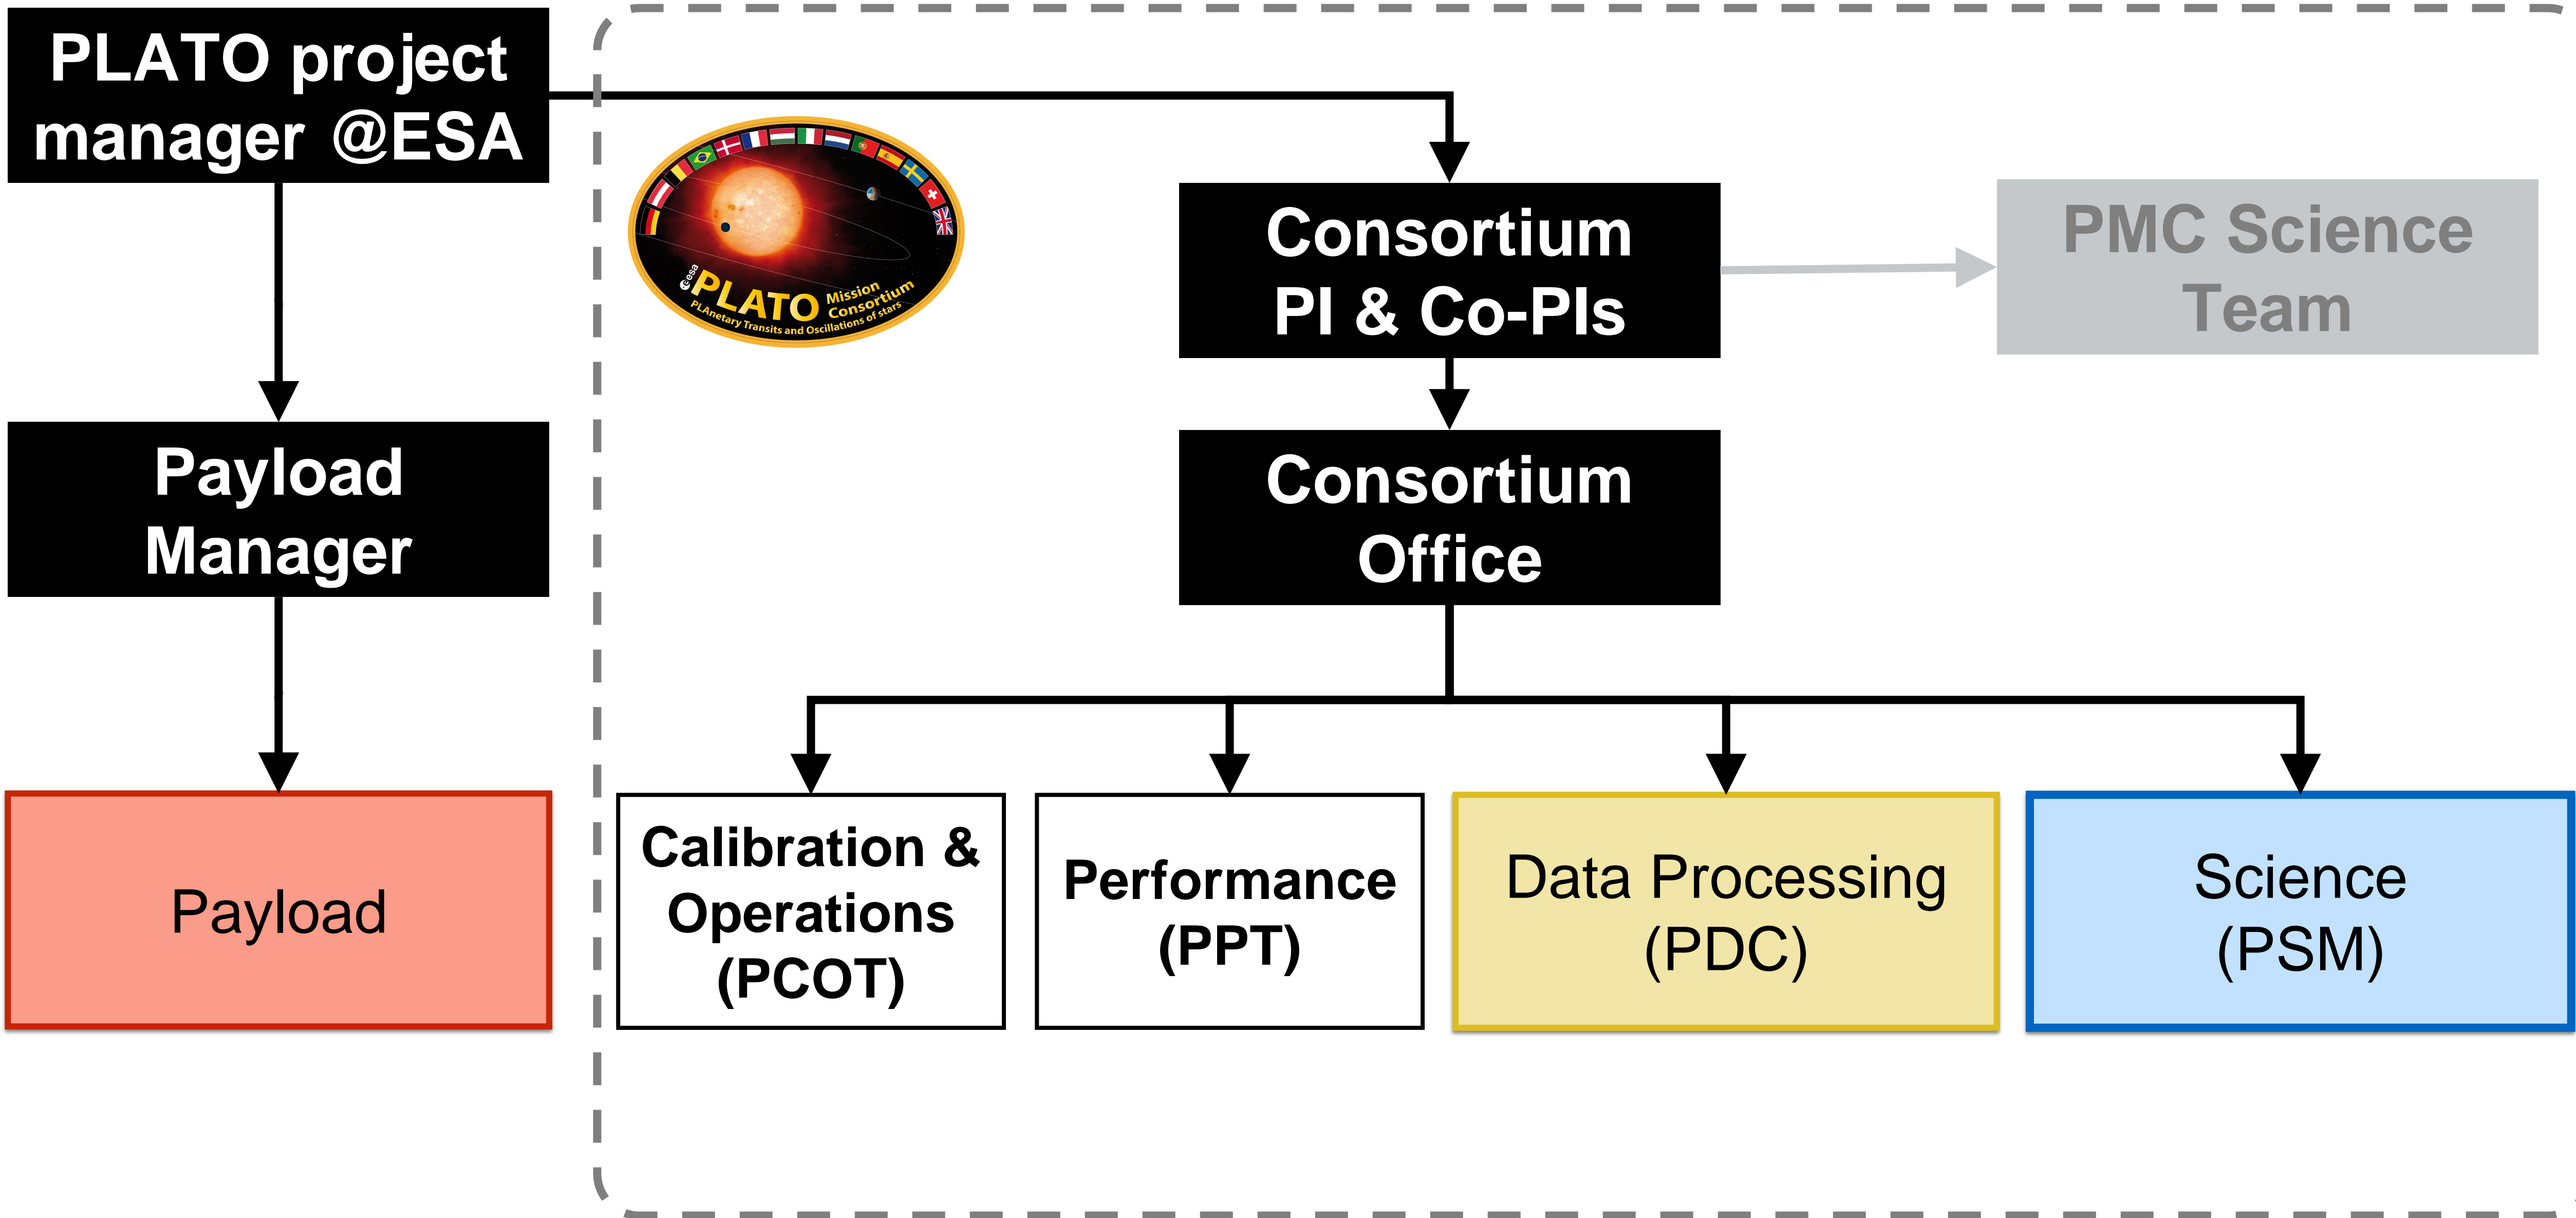 PLATO project
manager @ESA
esa
PLATO Mission
Consortium
PLAnetary Transits and Oscillations of stars
Consortium
PI & Co-PIs
PMC Science
Team
Payload
Manager
Consortium
Office
Payload
Calibration &
Operations
(PCOT)
Performance
(PPT)
Data Processing
(PDC)
Science
(PSM)